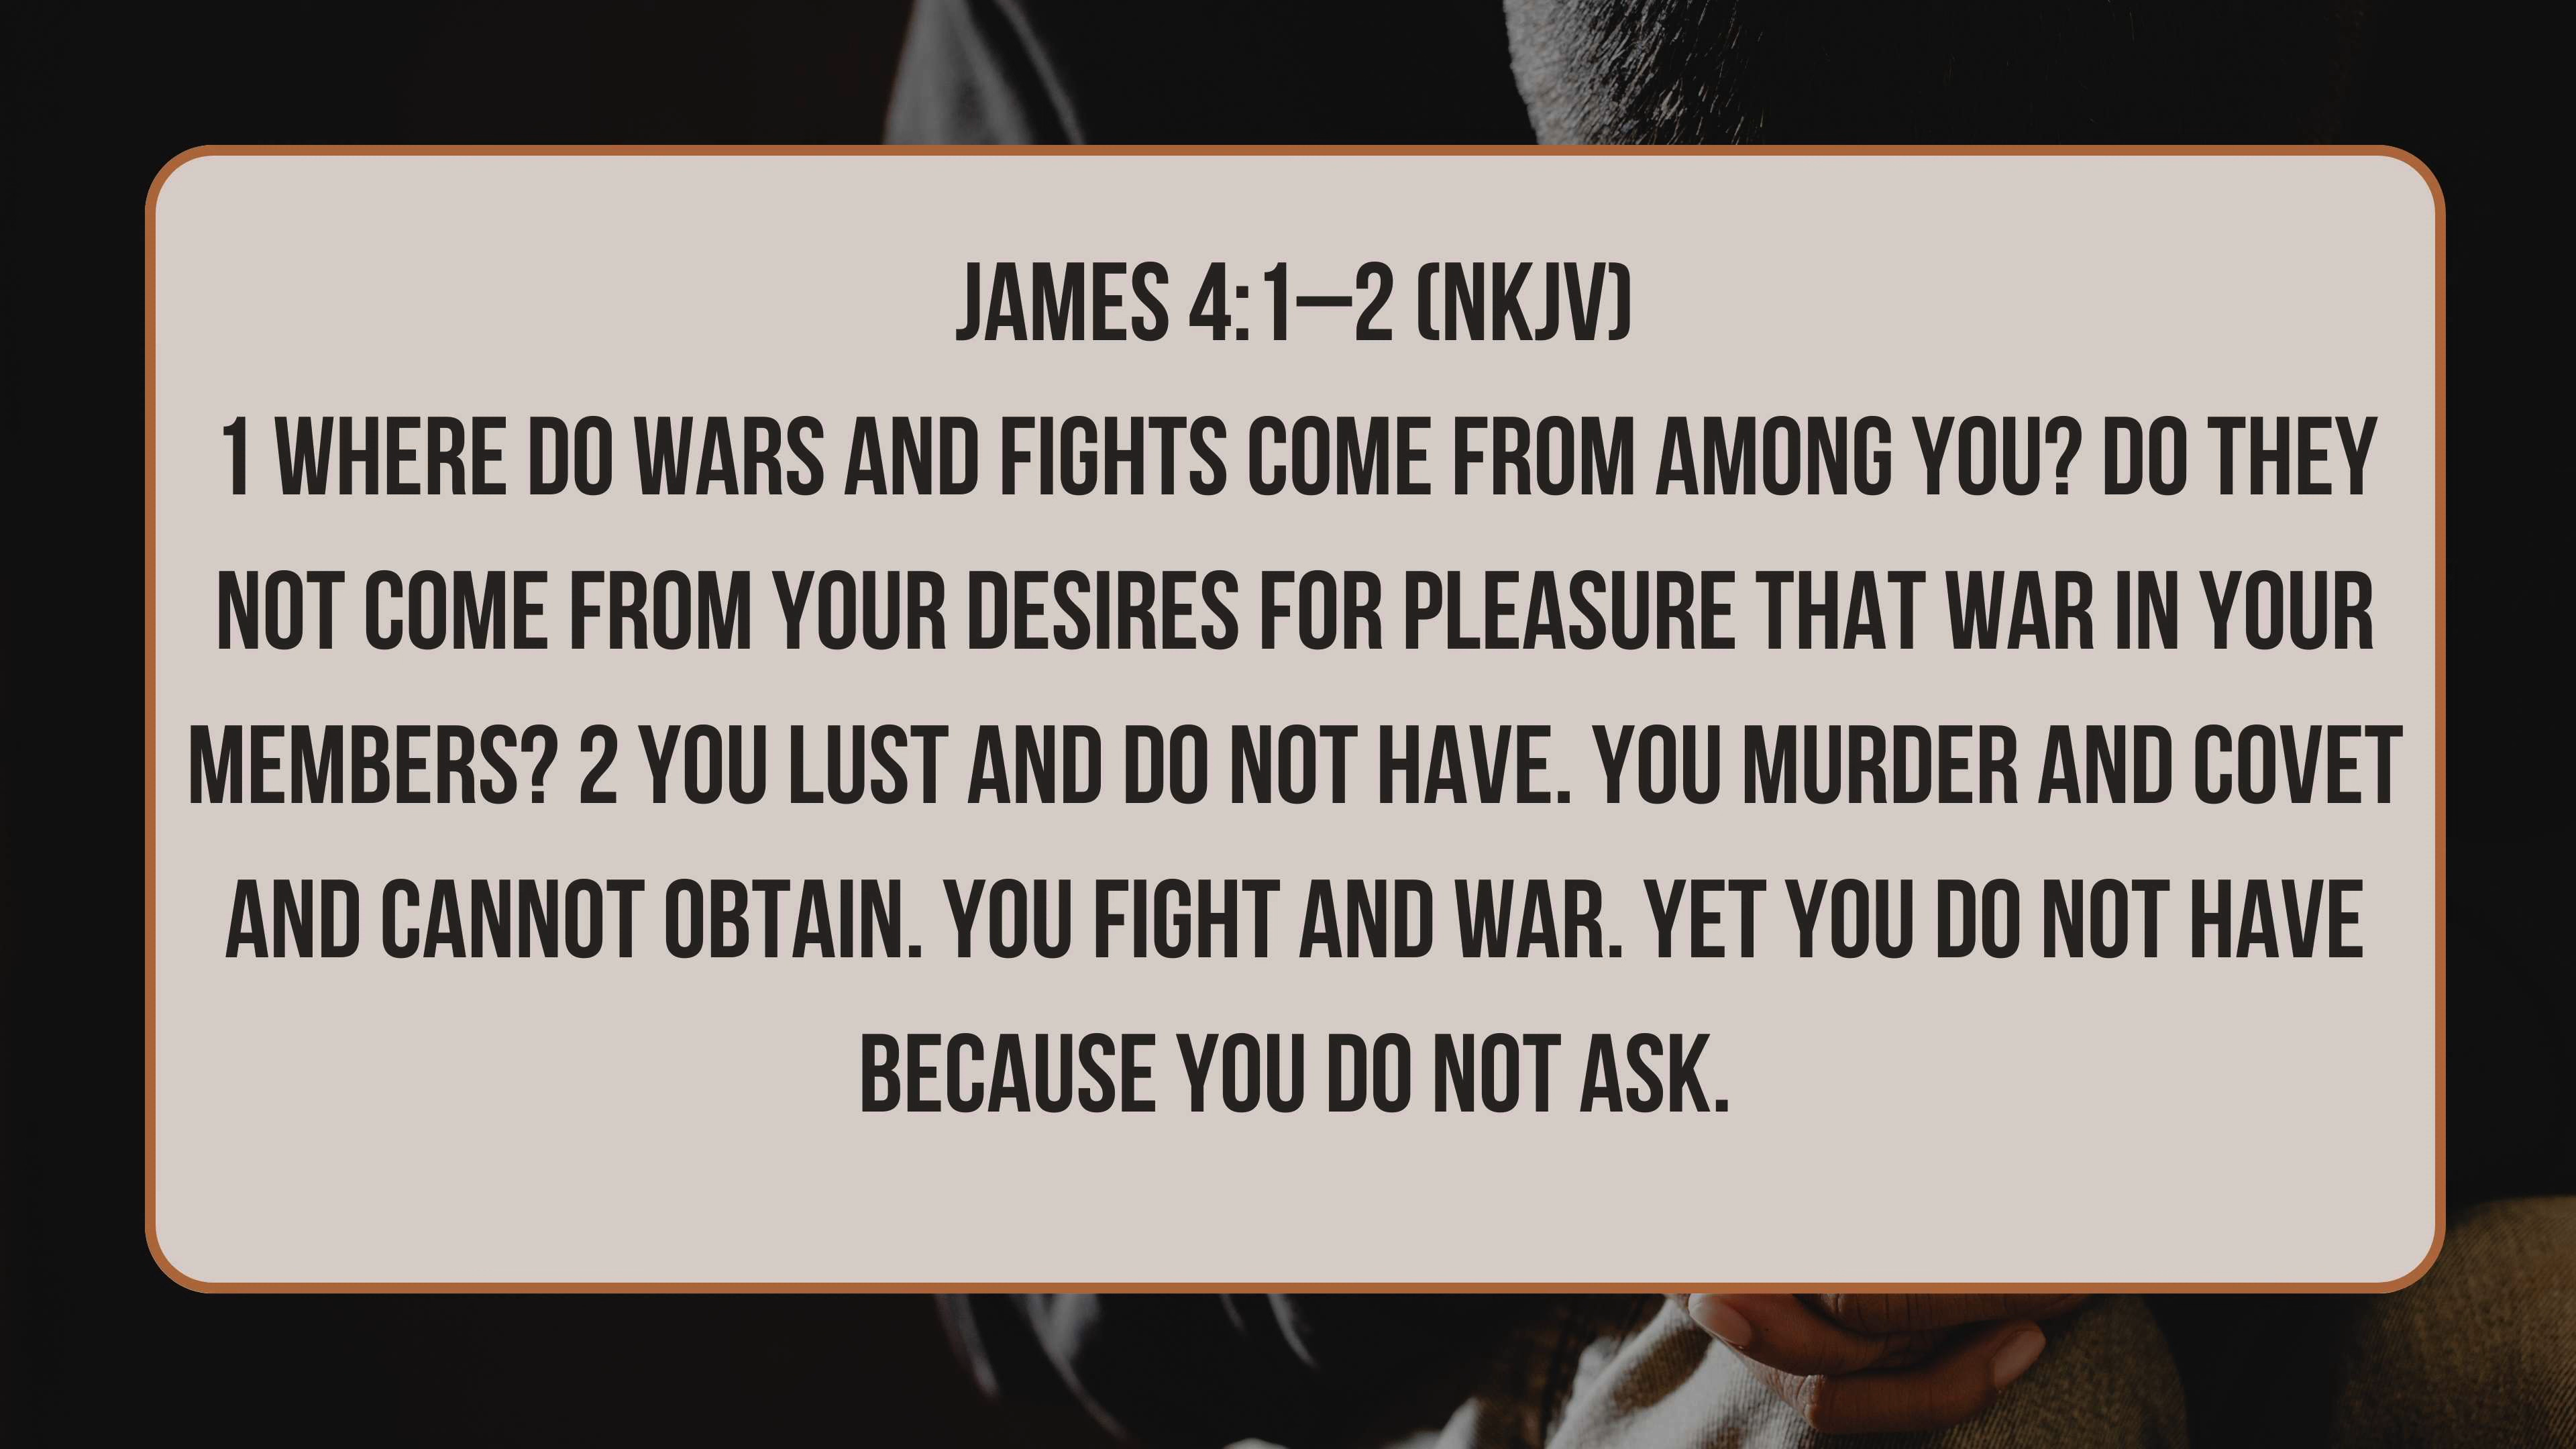 JAMES 4:1–2 (NKJV)
1 WHERE DO WARS AND FIGHTS COME FROM AMONG YOU? DO THEY
NOT COME FROM YOUR DESIRES FOR PLEASURE THAT WAR IN YOUR
MEMBERS? 2 YOU LUST AND DO NOT HAVE. YOU MURDER AND COVET
AND CANNOT OBTAIN. YOU FIGHT AND WAR. YET YOU DO NOT HAVE
BECAUSE YOU DO NOT ASK.